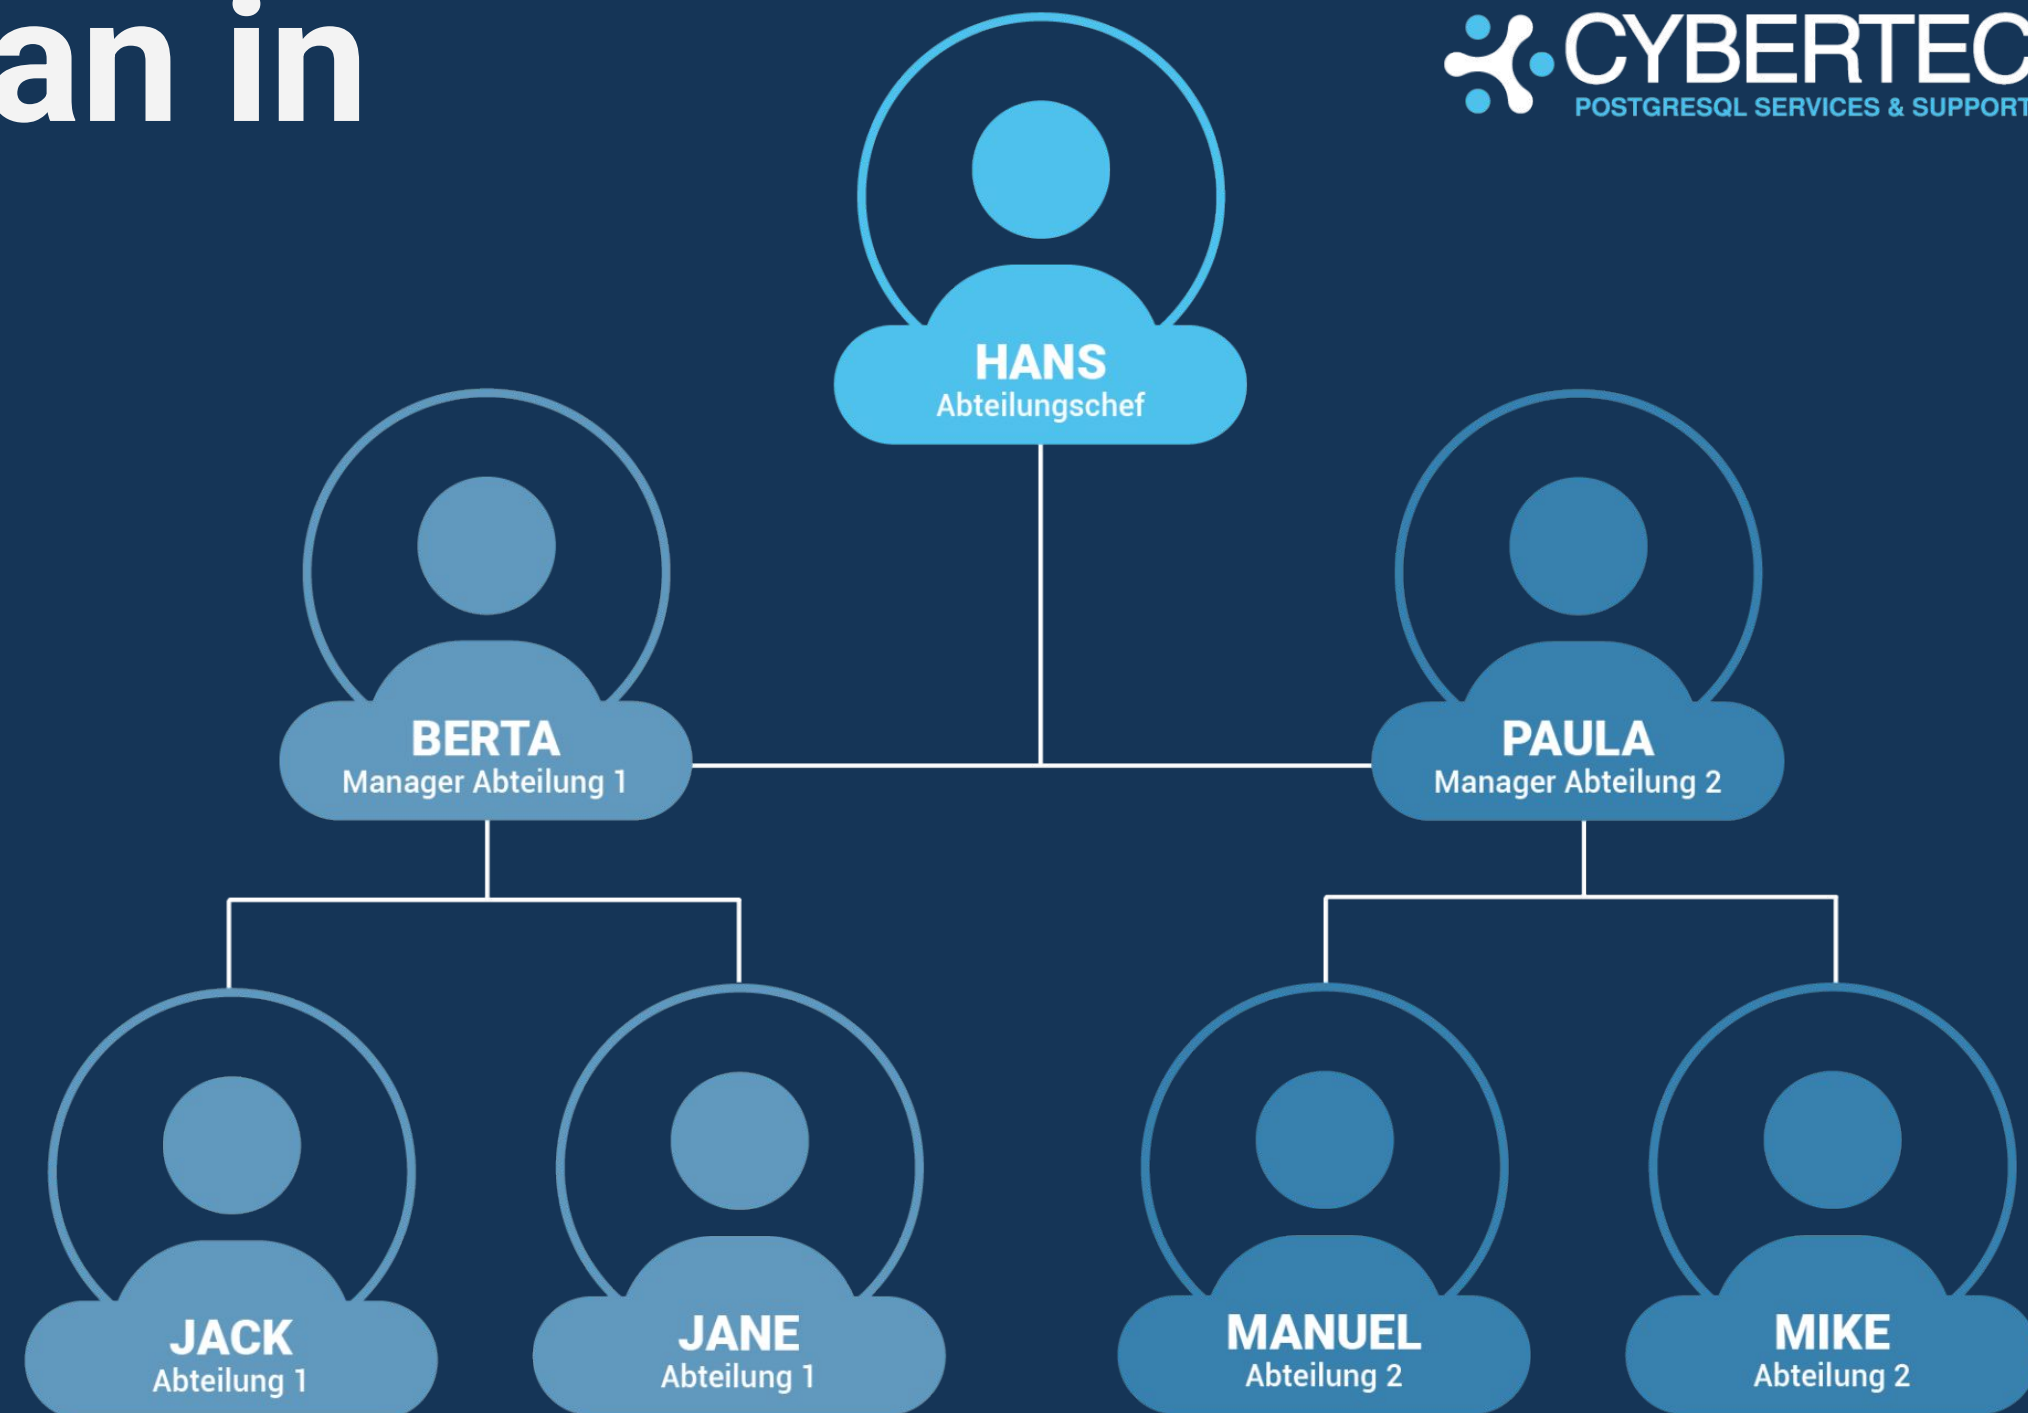 an in
CYBERTEC
POSTGRESQL SERVICES & SUPPORT
HANS
Abteilungschef
BERTA
Manager Abteilung 1
PAULA
Manager Abteilung 2
JACK
Abteilung 1
JANE
Abteilung 1
MANUEL
Abteilung 2
MIKE
Abteilung 2